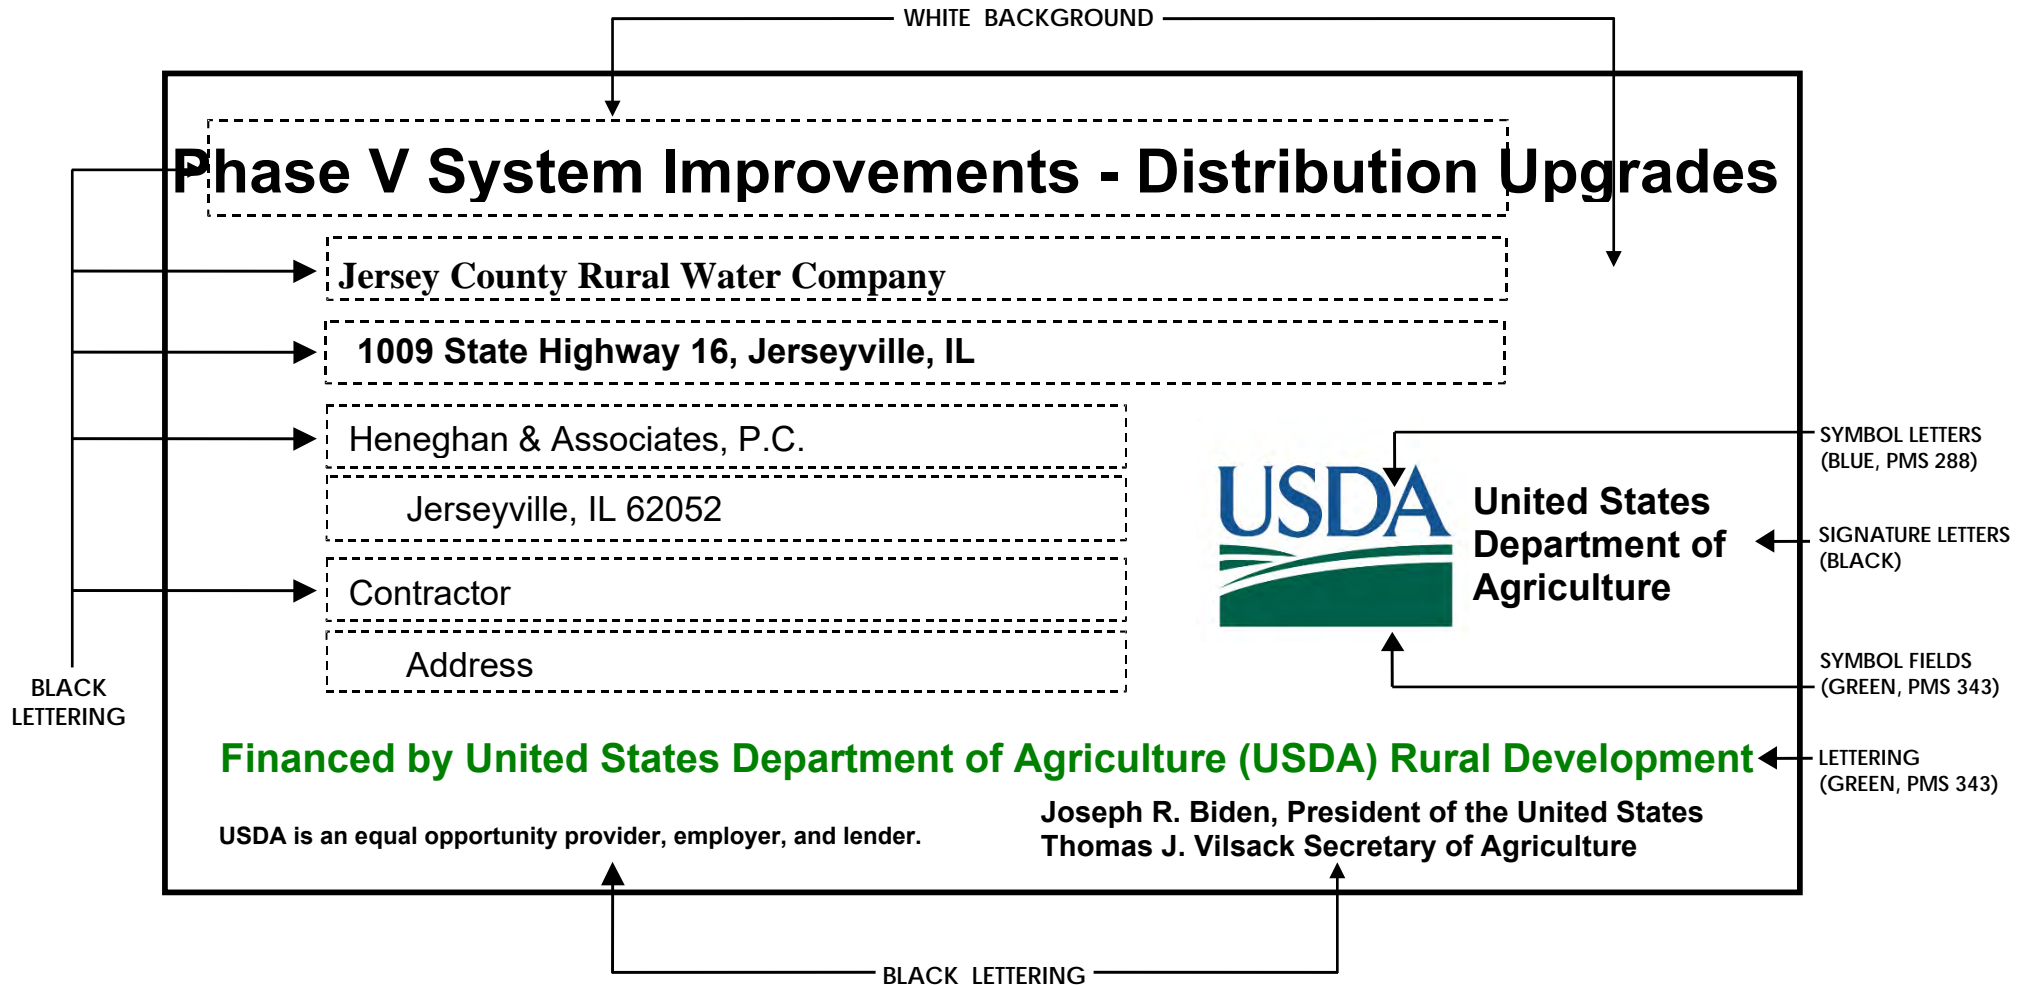 WHITE BACKGROUND
Phase V System Improvements - Distribution Upgrades
Jersey County Rural Water Company
1009 State Highway 16, Jerseyville, IL
Heneghan & Associates, P.C.
Jerseyville, IL 62052
Contractor
Address
BLACK
LETTERING
USDA
United States
Department of
Agriculture
SYMBOL LETTERS
(BLUE, PMS 288)
SIGNATURE LETTERS
(BLACK)
SYMBOL FIELDS
(GREEN, PMS 343)
Financed by United States Department of Agriculture (USDA) Rural Development
LETTERING
(GREEN, PMS 343)
USDA is an equal opportunity provider, employer, and lender.
Joseph R. Biden, President of the United States
Thomas J. Vilsack Secretary of Agriculture
BLACK LETTERING